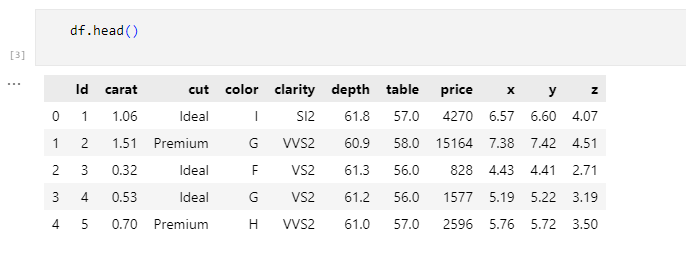 df.head()
[3]
...
Id carat cut color clarity depth table price x y z
0 1 1.06 Ideal I SI2 61.8 57.0 4270 6.57 6.60 4.07
1 2 1.51 Premium G VVS2 60.9 58.0 15164 7.38 7.42 4.51
2 3 0.32 Ideal F VS2 61.3 56.0 828 4.43 4.41 2.71
3 4 0.53 Ideal G VS2 61.2 56.0 1577 5.19 5.22 3.19
4 5 0.70 Premium H VVS2 61.0 57.0 2596 5.76 5.72 3.50